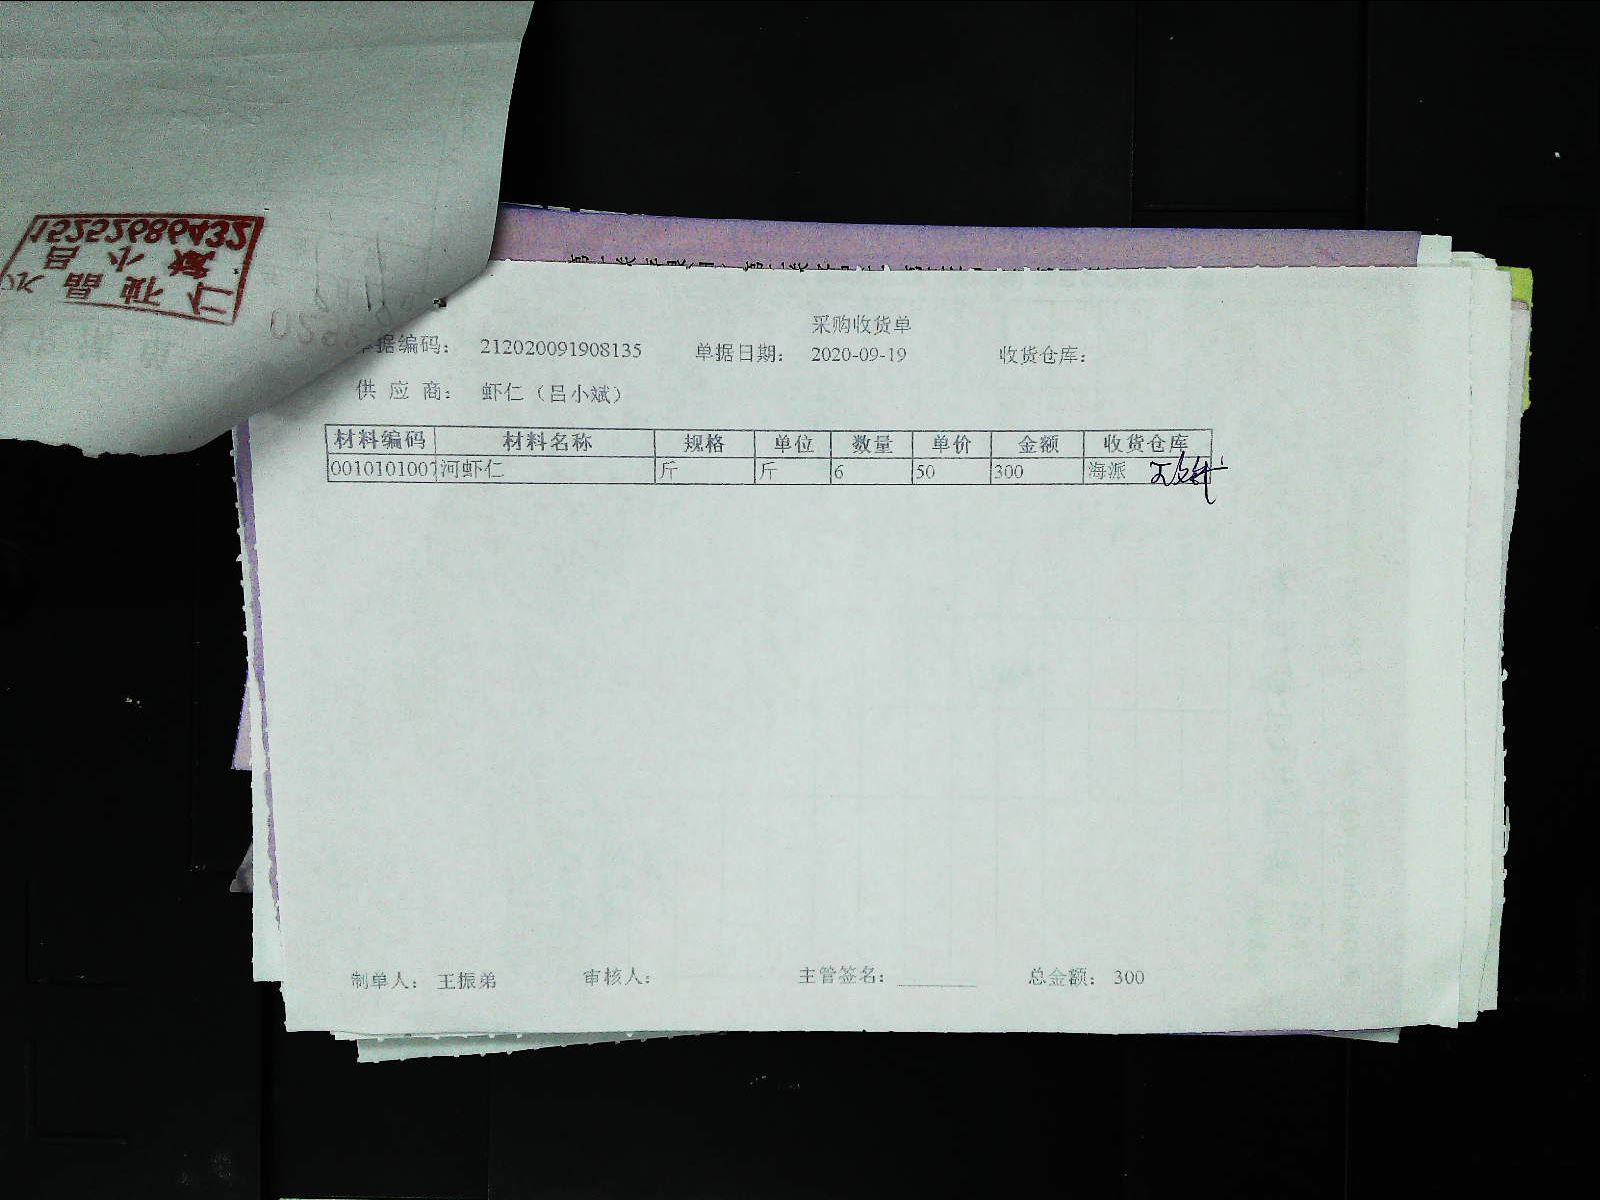 采购收货单
单据编码： 212020091908135 单据日期： 2020-09-19 收货仓库：
供 应 商： 虾仁（吕小斌）
材料编码 材料名称 规格 单位 数量 单价 金额 收货仓库
0010101007 河虾仁 斤 斤 6 50 300 海派
制单人： 王振弟 审核人： 主管签名： 总金额： 300
15252686432